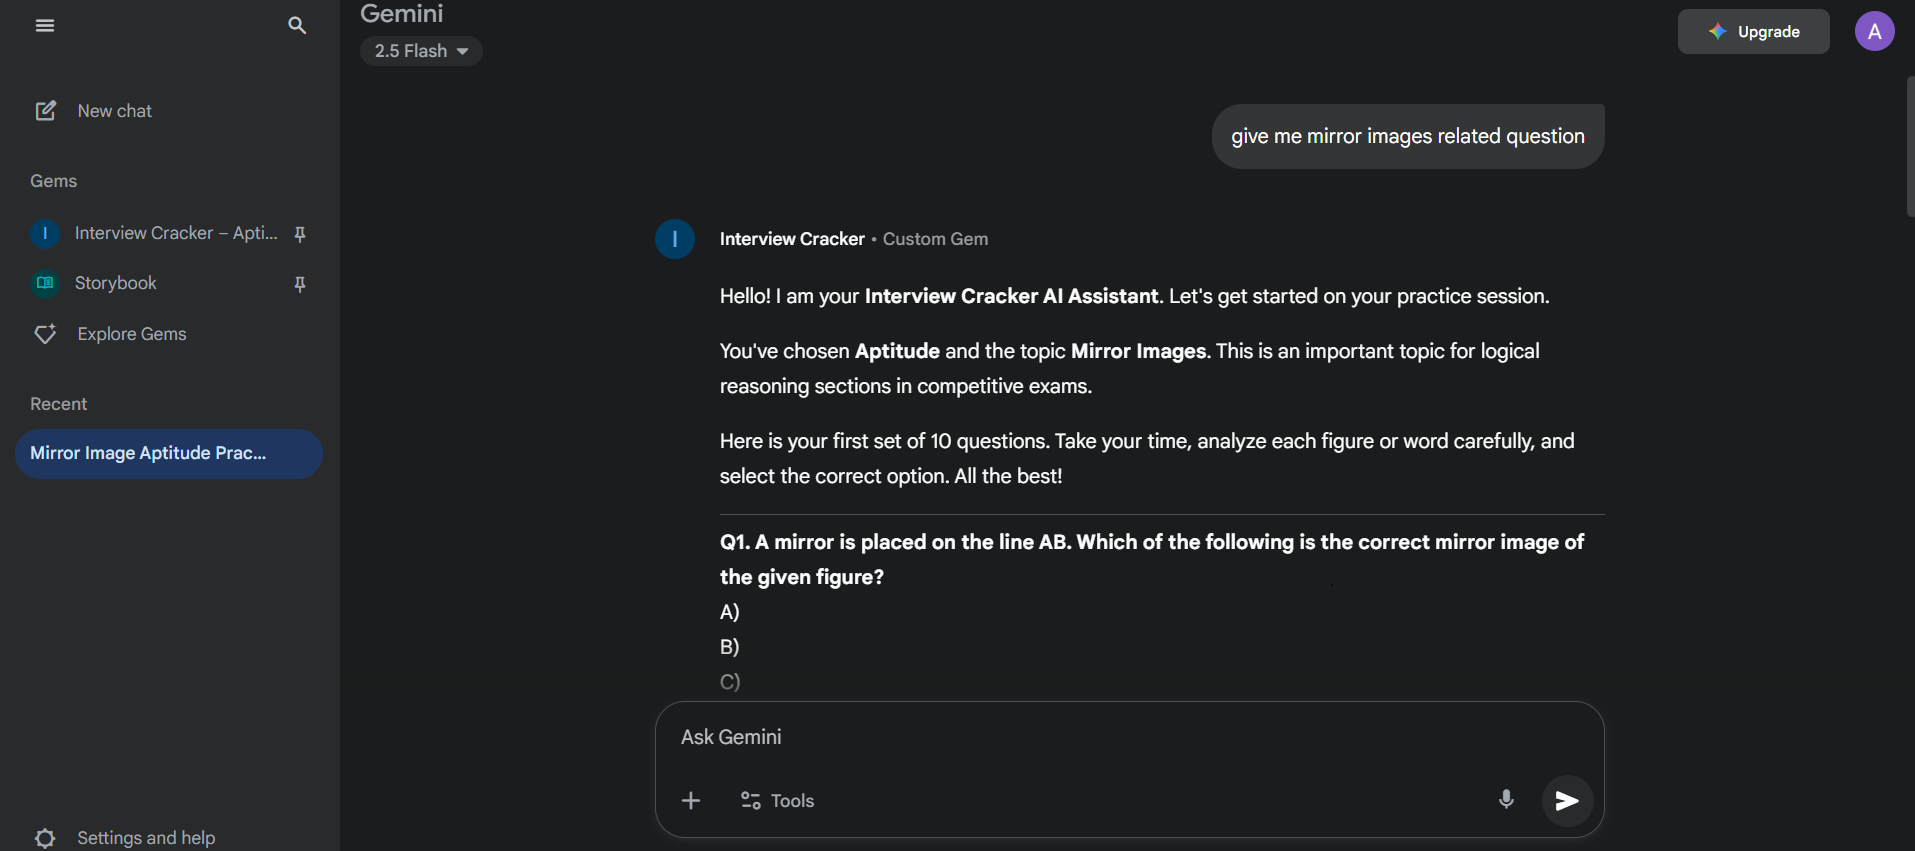 Gemini
2.5 Flash
Upgrade
A
New chat
Gems
I
Interview Cracker – Apti...
Storybook
Explore Gems
Recent
Mirror Image Aptitude Prac...
Settings and help
give me mirror images related question
I
Interview Cracker • Custom Gem
Hello! I am your Interview Cracker AI Assistant. Let's get started on your practice session.
You've chosen Aptitude and the topic Mirror Images. This is an important topic for logical
reasoning sections in competitive exams.
Here is your first set of 10 questions. Take your time, analyze each figure or word carefully, and
select the correct option. All the best!
Q1. A mirror is placed on the line AB. Which of the following is the correct mirror image of
the given figure?
A)
B)
C)
Ask Gemini
Tools